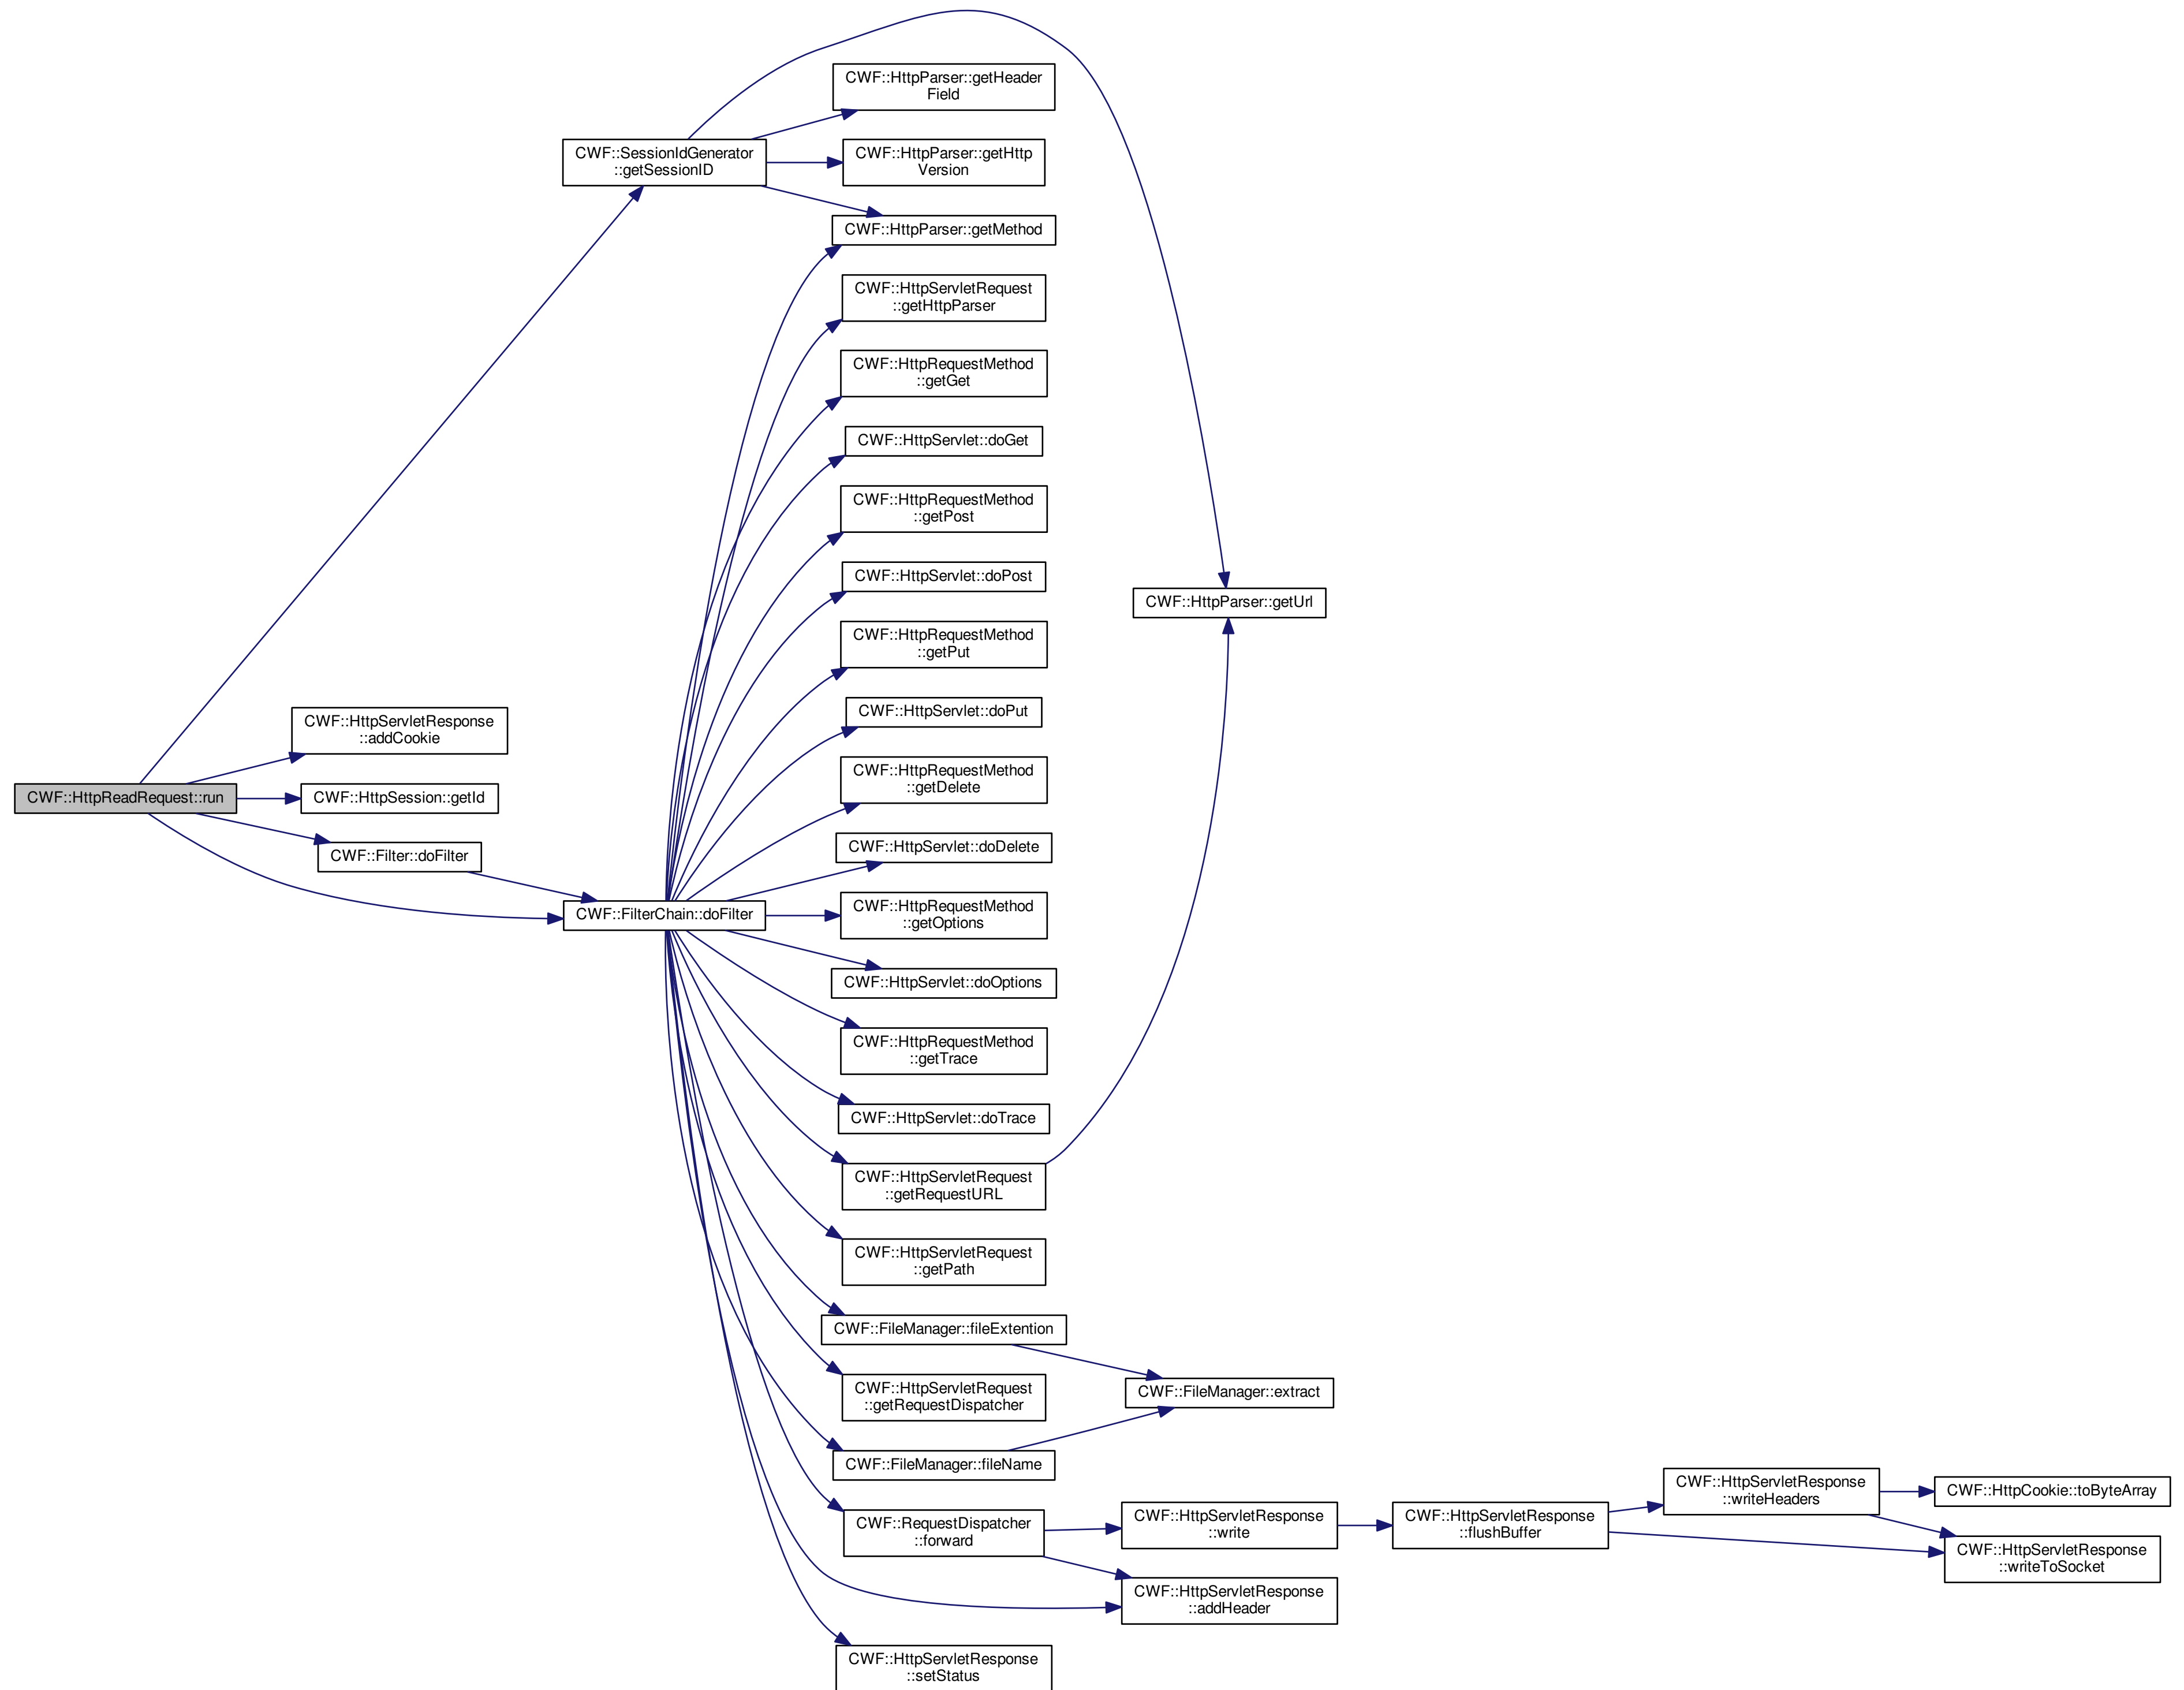 CWF::HttpParser::getHeader
Field
CWF::SessionIdGenerator
::getSessionID
CWF::HttpParser::getHttp
Version
CWF::HttpParser::getMethod
CWF::HttpServletRequest
::getHttpParser
CWF::HttpRequestMethod
::getGet
CWF::HttpServlet::doGet
CWF::HttpRequestMethod
::getPost
CWF::HttpServlet::doPost
CWF::HttpParser::getUrl
CWF::HttpRequestMethod
::getPut
CWF::HttpServlet::doPut
CWF::HttpServletResponse
::addCookie
CWF::HttpReadRequest::run
CWF::HttpSession::getId
CWF::HttpRequestMethod
::getDelete
CWF::HttpServlet::doDelete
CWF::Filter::doFilter
CWF::FilterChain::doFilter
CWF::HttpRequestMethod
::getOptions
CWF::HttpServlet::doOptions
CWF::HttpRequestMethod
::getTrace
CWF::HttpServlet::doTrace
CWF::HttpServletRequest
::getRequestURL
CWF::HttpServletRequest
::getPath
CWF::FileManager::fileExtention
CWF::HttpServletRequest
::getRequestDispatcher
CWF::FileManager::extract
CWF::FileManager::fileName
CWF::RequestDispatcher
::forward
CWF::HttpServletResponse
::write
CWF::HttpServletResponse
::flushBuffer
CWF::HttpServletResponse
::writeHeaders
CWF::HttpCookie::toByteArray
CWF::HttpServletResponse
::writeToSocket
CWF::HttpServletResponse
::addHeader
CWF::HttpServletResponse
::setStatus